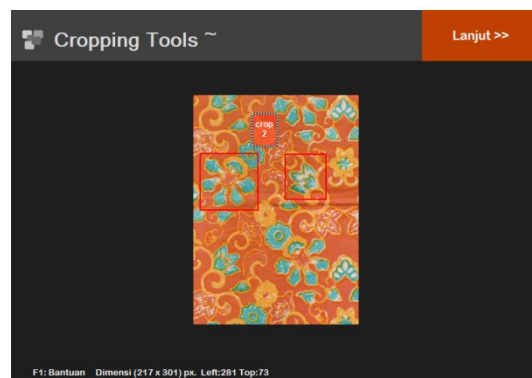 Cropping Tools ~
Lanjut >>
crop
2
F1: Bantuan Dimensi (217 x 301) px. Left:281 Top:73